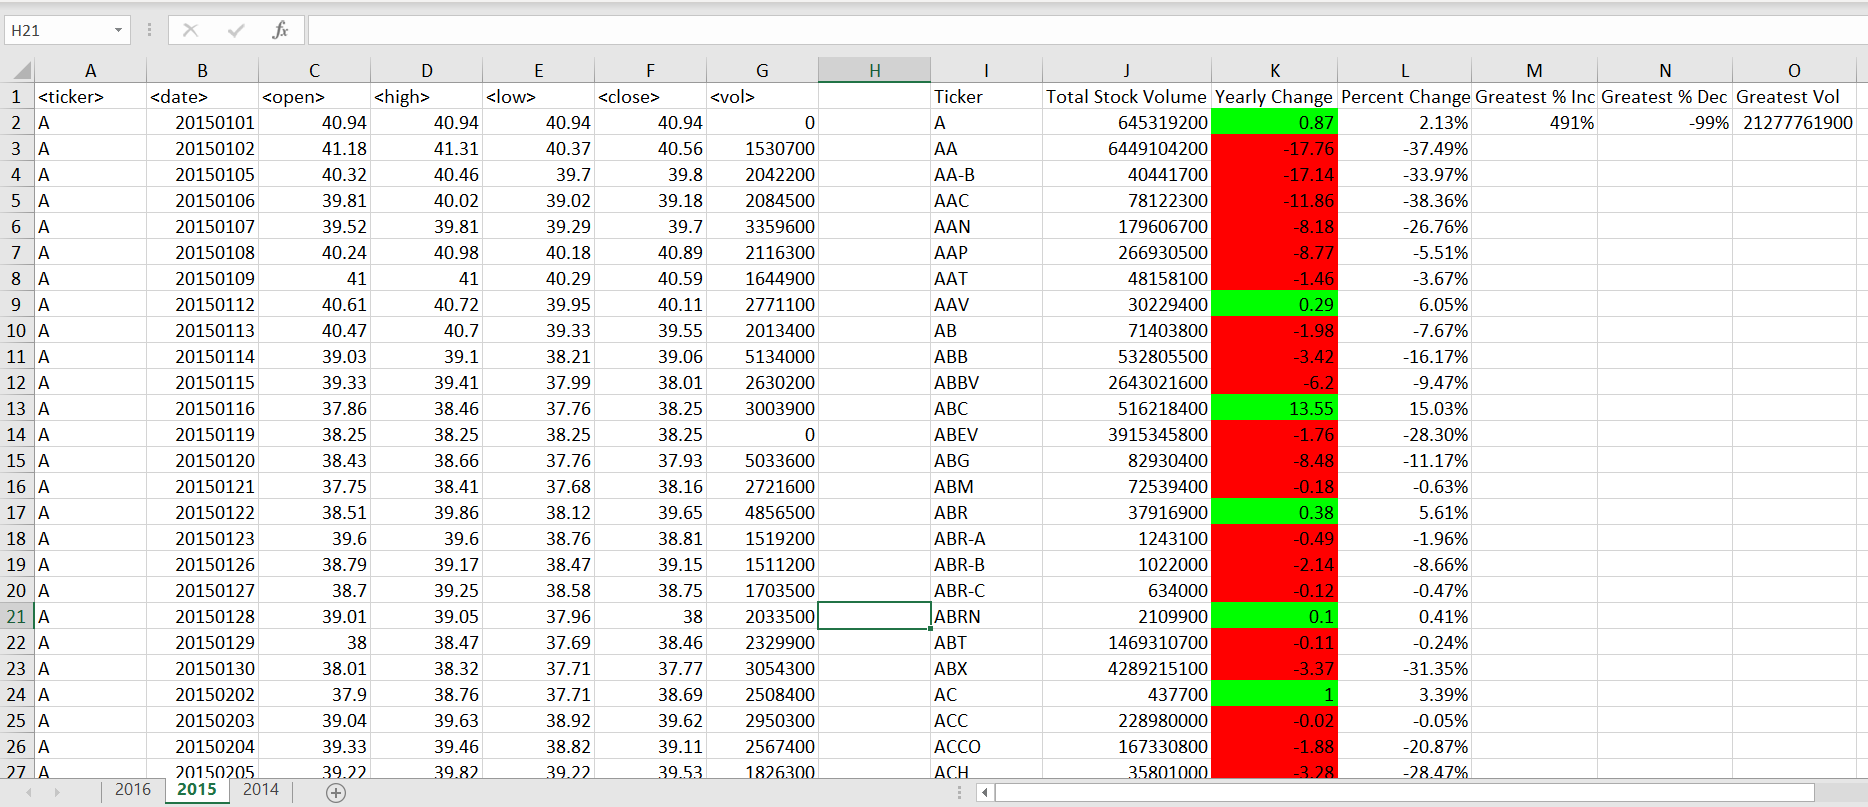 H21 fx
A B C D E F G H I J K L M N O
1 <ticker> <date> <open> <high> <low> <close> <vol> Ticker Total Stock Volume Yearly Change Percent Change Greatest % Inc Greatest % Dec Greatest Vol
2 A 20150101 40.94 40.94 40.94 40.94 0 A 645319200 0.87 2.13% 491% -99% 21277761900
3 A 20150102 41.18 41.31 40.37 40.56 1530700 AA 6449104200 -17.76 -37.49%
4 A 20150105 40.32 40.46 39.7 39.8 2042200 AA-B 40441700 -17.14 -33.97%
5 A 20150106 39.81 40.02 39.02 39.18 2084500 AAC 78122300 -11.86 -38.36%
6 A 20150107 39.52 39.81 39.29 39.7 3359600 AAN 179606700 -8.18 -26.76%
7 A 20150108 40.24 40.98 40.18 40.89 2116300 AAP 266930500 -8.77 -5.51%
8 A 20150109 41 41 40.29 40.59 1644900 AAT 48158100 -1.46 -3.67%
9 A 20150112 40.61 40.72 39.95 40.11 2771100 AAV 30229400 0.29 6.05%
10 A 20150113 40.47 40.7 39.33 39.55 2013400 AB 71403800 -1.98 -7.67%
11 A 20150114 39.03 39.1 38.21 39.06 5134000 ABB 532805500 -3.42 -16.17%
12 A 20150115 39.33 39.41 37.99 38.01 2630200 ABBV 2643021600 -6.2 -9.47%
13 A 20150116 37.86 38.46 37.76 38.25 3003900 ABC 516218400 13.55 15.03%
14 A 20150119 38.25 38.25 38.25 38.25 0 ABEV 3915345800 -1.76 -28.30%
15 A 20150120 38.43 38.66 37.76 37.93 5033600 ABG 82930400 -8.48 -11.17%
16 A 20150121 37.75 38.41 37.68 38.16 2721600 ABM 72539400 -0.18 -0.63%
17 A 20150122 38.51 39.86 38.12 39.65 4856500 ABR 37916900 0.38 5.61%
18 A 20150123 39.6 39.6 38.76 38.81 1519200 ABR-A 1243100 -0.49 -1.96%
19 A 20150126 38.79 39.17 38.47 39.15 1511200 ABR-B 1022000 -2.14 -8.66%
20 A 20150127 38.7 39.25 38.58 38.75 1703500 ABR-C 634000 -0.12 -0.47%
21 A 20150128 39.01 39.05 37.96 38 2033500 ABRN 2109900 0.1 0.41%
22 A 20150129 38 38.47 37.69 38.46 2329900 ABT 1469310700 -0.11 -0.24%
23 A 20150130 38.01 38.32 37.71 37.77 3054300 ABX 4289215100 -3.37 -31.35%
24 A 20150202 37.9 38.76 37.71 38.69 2508400 AC 437700 1 3.39%
25 A 20150203 39.04 39.63 38.92 39.62 2950300 ACC 228980000 -0.02 -0.05%
26 A 20150204 39.33 39.46 38.82 39.11 2567400 ACCO 167330800 -1.88 -20.87%
27 A 20150205 39.22 39.82 39.22 39.53 1826300 ACH 35801000 -3.28 -28.47%
2016 2015 2014